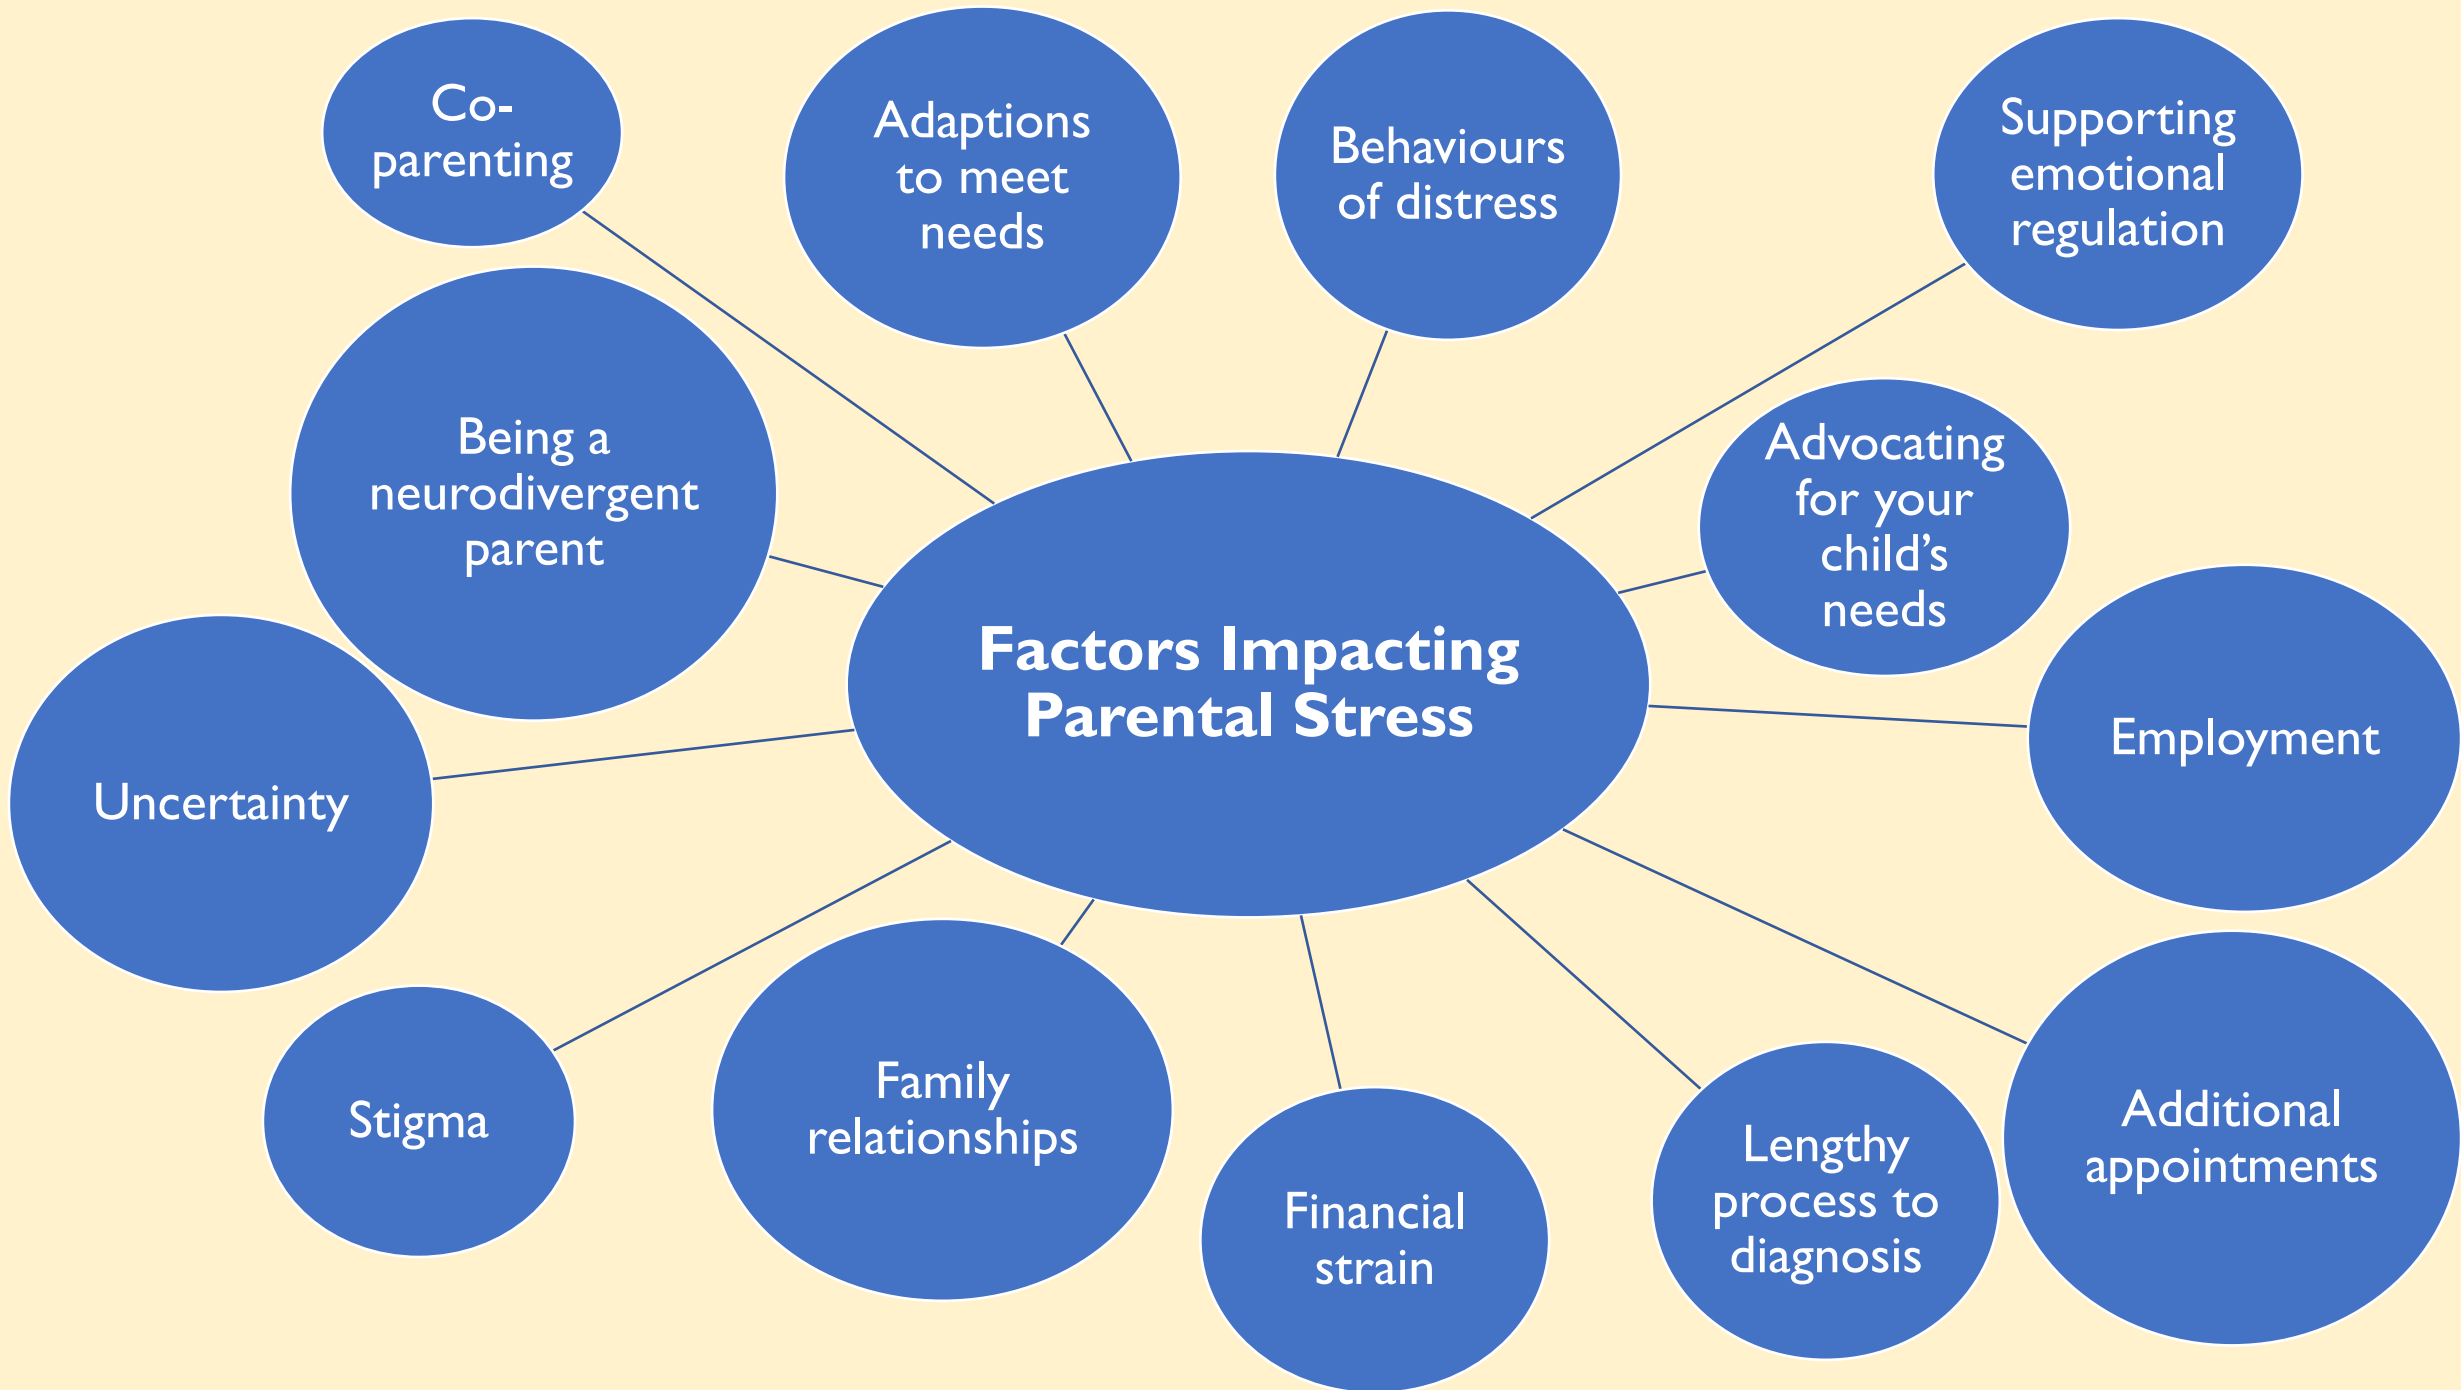 Co-
parenting
Adaptions
to meet
needs
Behaviours
of distress
Supporting
emotional
regulation
Being a
neurodivergent
parent
Advocating
for your
child’s
needs
Factors Impacting
Parental Stress
Employment
Uncertainty
Stigma
Family
relationships
Financial
strain
Lengthy
process to
diagnosis
Additional
appointments